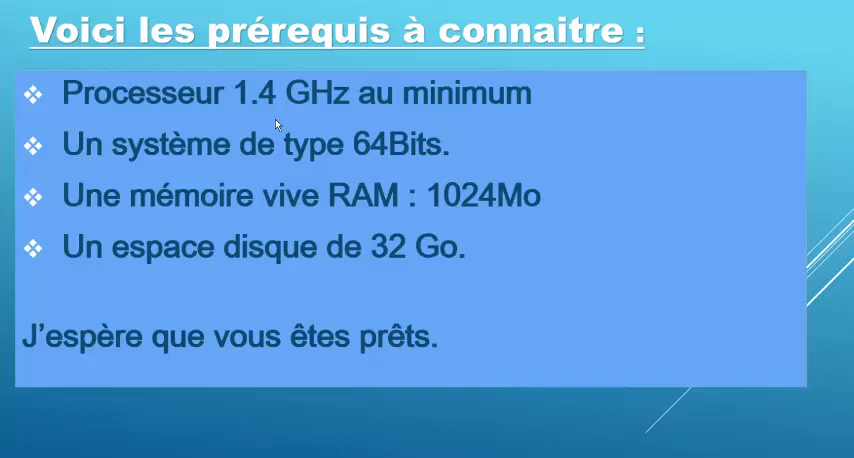 Voici les prérequis à connaitre :
❖ Processeur 1.4 GHz au minimum
❖ Un système de type 64Bits.
❖ Une mémoire vive RAM : 1024Mo
❖ Un espace disque de 32 Go.
J’espère que vous êtes prêts.